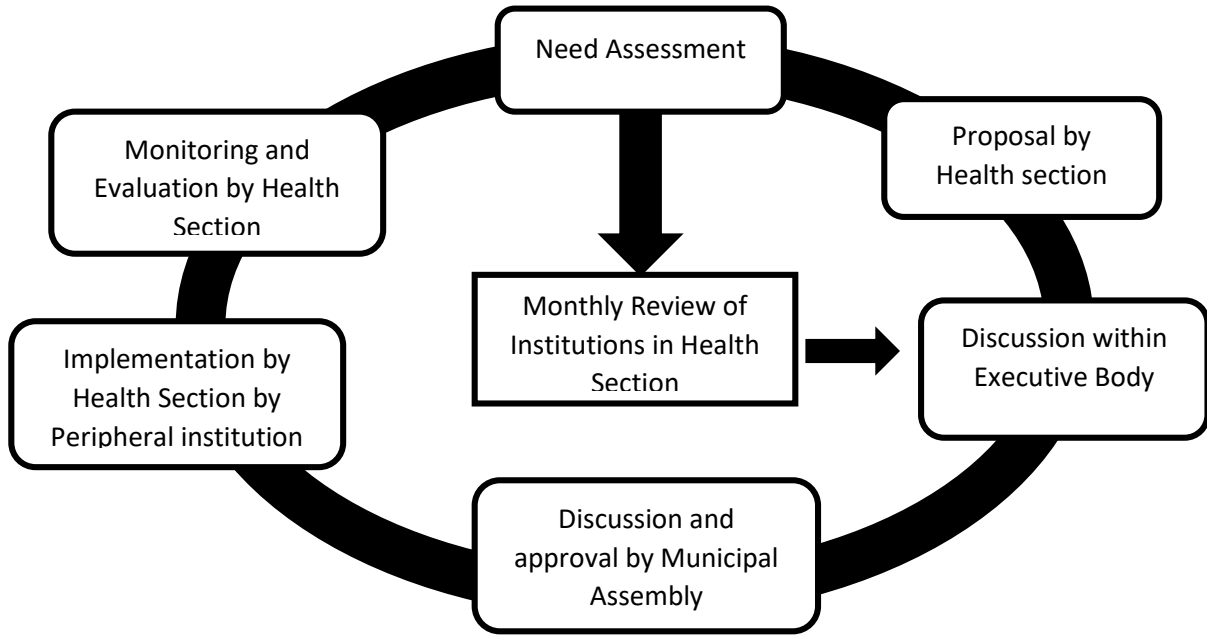 Need Assessment
Proposal by
Health section
Monitoring and
Evaluation by Health
Section
Monthly Review of
Institutions in Health
Section
Discussion within
Executive Body
Implementation by
Health Section by
Peripheral institution
Discussion and
approval by Municipal
Assembly